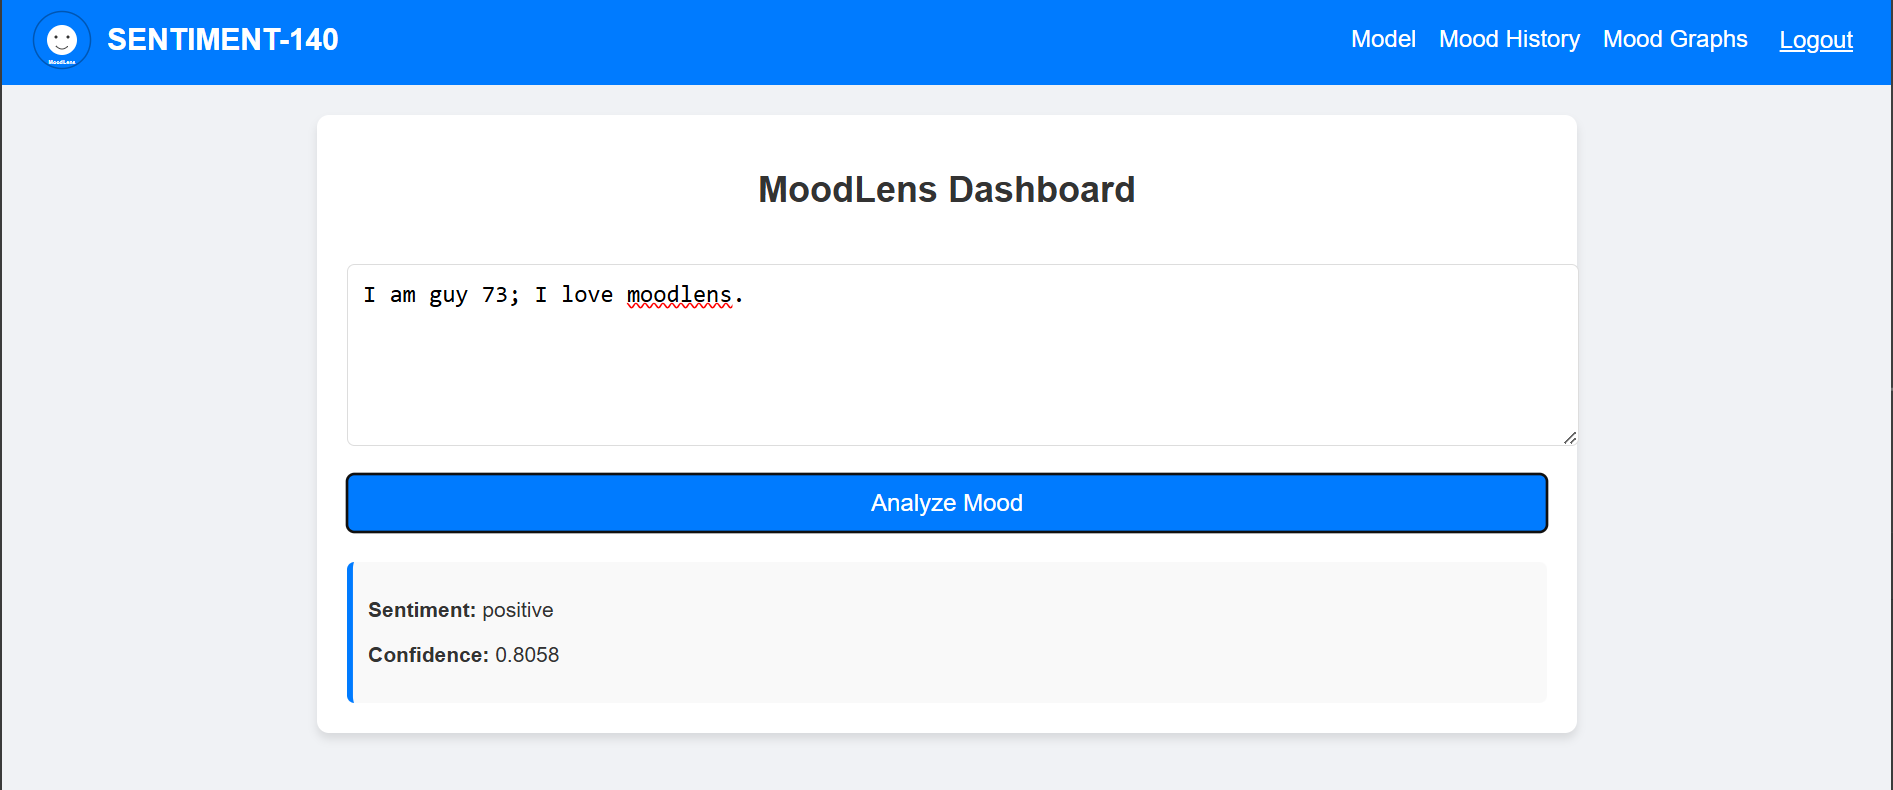 MoodLens
SENTIMENT-140
Model
Mood History
Mood Graphs
Logout
MoodLens Dashboard
I am guy 73; I love moodlens.
Analyze Mood
Sentiment: positive
Confidence: 0.8058